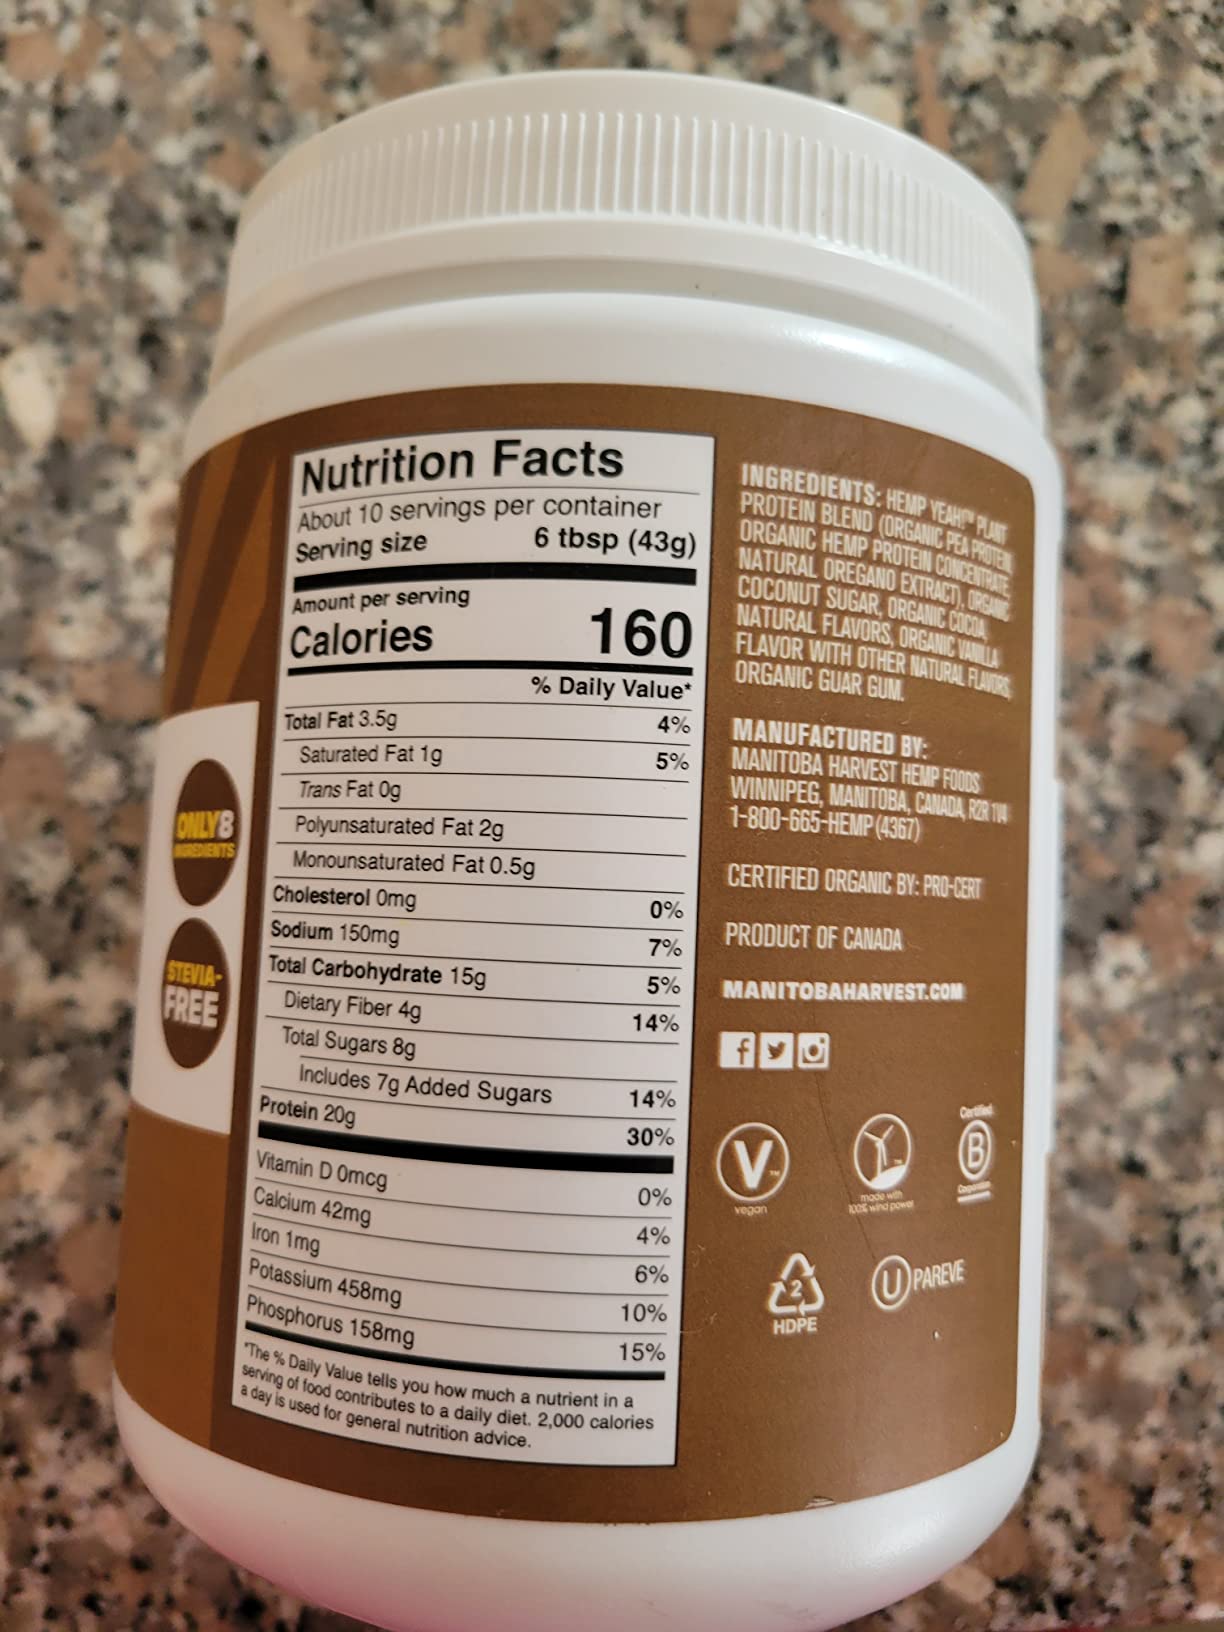 Nutrition Facts
About 10 servings per container
Serving size 6 tbsp (43g)
Amount per serving
Calories 160
% Daily Value*
Total Fat 3.5g 4%
Saturated Fat 1g 5%
Trans Fat 0g
Polyunsaturated Fat 2g
Monounsaturated Fat 0.5g
Cholesterol 0mg 0%
Sodium 150mg 7%
Total Carbohydrate 15g 5%
Dietary Fiber 4g 14%
Total Sugars 8g
Includes 7g Added Sugars 14%
Protein 20g 30%
Vitamin D 0mcg 0%
Calcium 42mg 4%
Iron 1mg 6%
Potassium 458mg 10%
Phosphorus 158mg 15%
*The % Daily Value tells you how much a nutrient in a
serving of food contributes to a daily diet. 2,000 calories
a day is used for general nutrition advice.
ONLY 8
INGREDIENTS
STEVIA-
FREE
INGREDIENTS: HEMP YEAH!™ PLANT
PROTEIN BLEND (ORGANIC PEA PROTEIN
ORGANIC HEMP PROTEIN CONCENTRATE
NATURAL OREGANO EXTRACT), ORGANIC
COCONUT SUGAR, ORGANIC COCOA,
NATURAL FLAVORS, ORGANIC VANILLA
FLAVOR WITH OTHER NATURAL FLAVORS,
ORGANIC GUAR GUM.
MANUFACTURED BY:
MANITOBA HARVEST HEMP FOODS
WINNIPEG, MANITOBA, CANADA, R2R 1V4
1-800-665-HEMP (4367)
CERTIFIED ORGANIC BY: PRO-CERT
PRODUCT OF CANADA
MANITOBAHARVEST.COM
f
V™
vegan
made with
100% wind power
Certified
B
Corporation
2
HDPE
U PAREVE